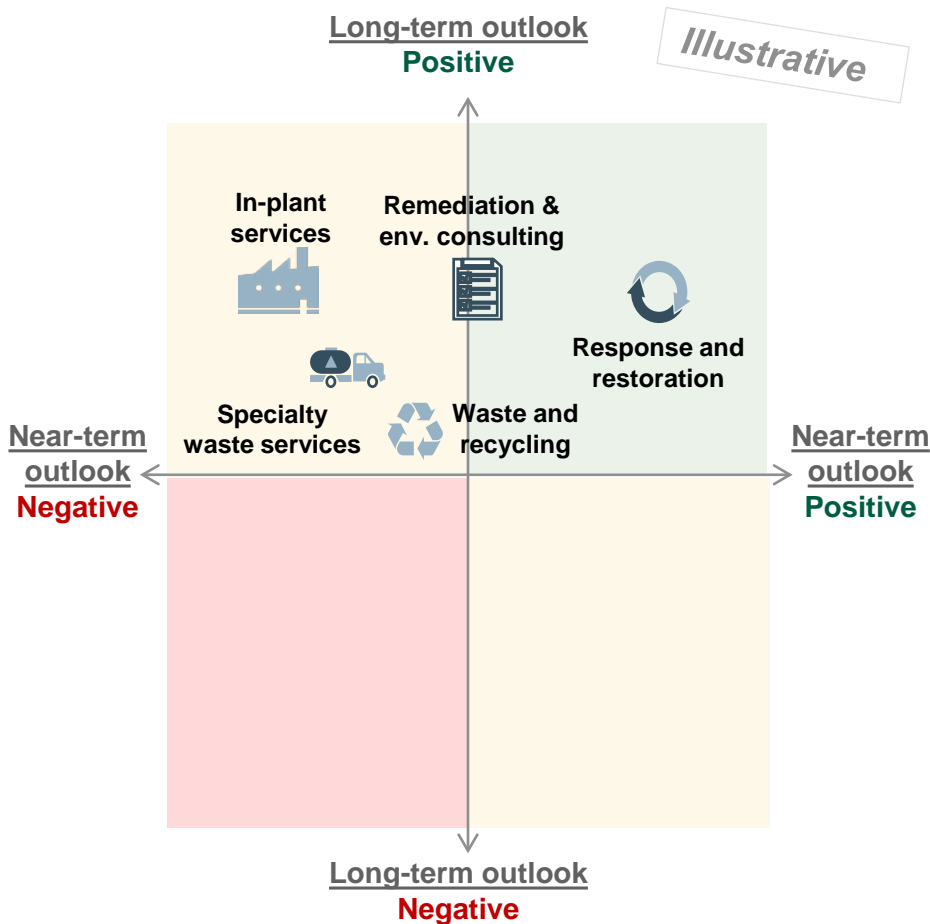 Long-term outlook
Positive
Illustrative
In-plant
services
Remediation &
env. consulting
Response and
restoration
Specialty
waste services
Waste and
recycling
Near-term
outlook
Negative
Near-term
outlook
Positive
Long-term outlook
Negative